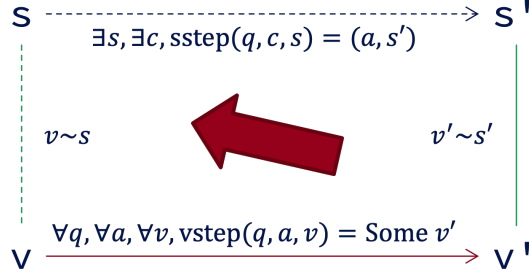 s s'
∃s, ∃c, sstep(q, c, s) = (a, s′)
v~s v′~s′
∀q, ∀a, ∀v, vstep(q, a, v) = Some v′
v v'